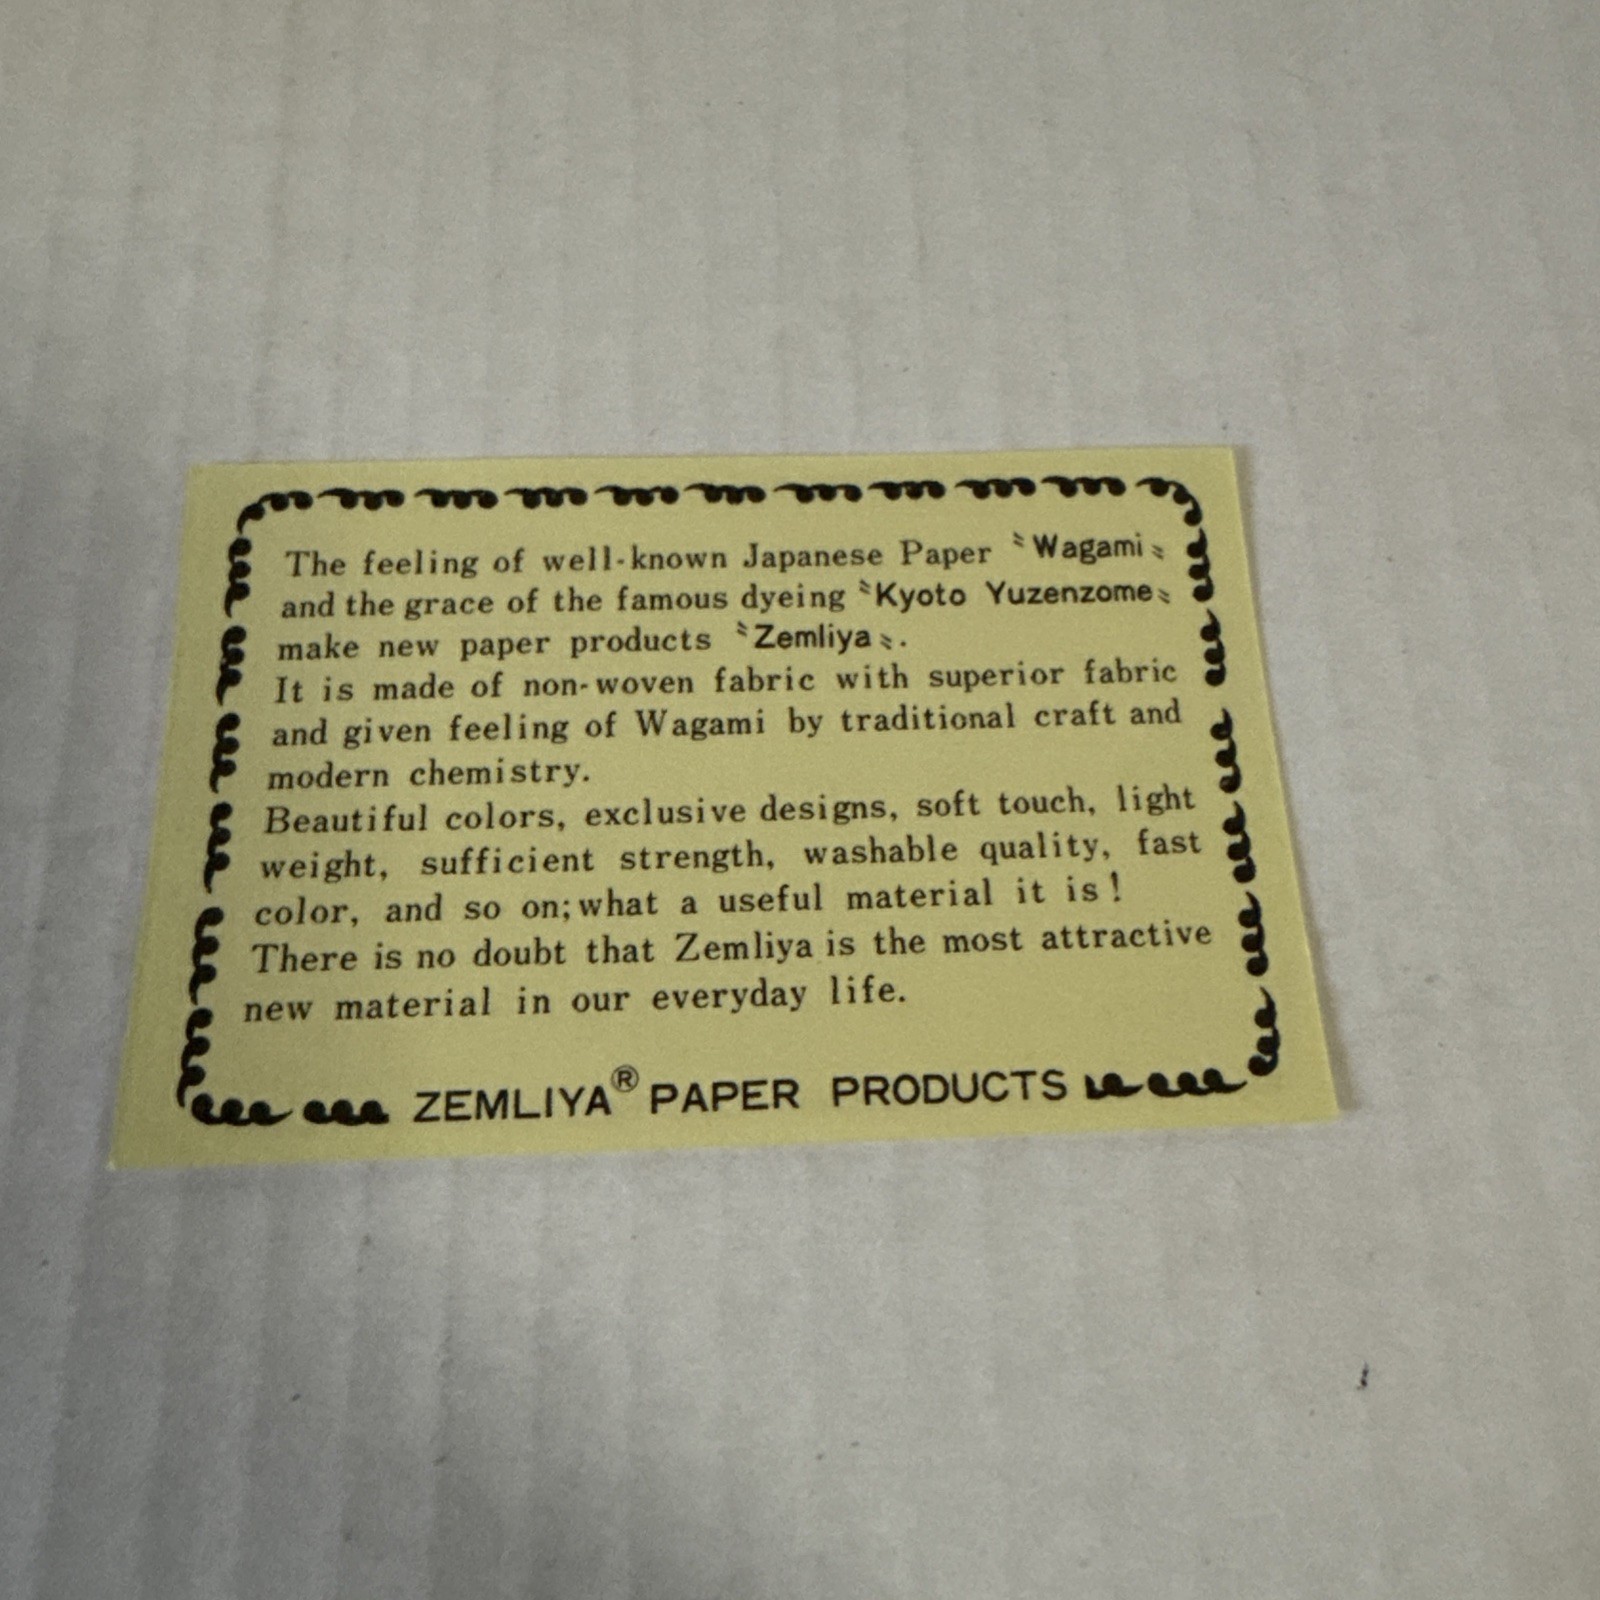 The feeling of well-known Japanese Paper 〝Wagami〟
and the grace of the famous dyeing 〝Kyoto Yuzenzome〟
make new paper products 〝Zemliya〟.
It is made of non-woven fabric with superior fabric
and given feeling of Wagami by traditional craft and
modern chemistry.
Beautiful colors, exclusive designs, soft touch, light
weight, sufficient strength, washable quality, fast
color, and so on; what a useful material it is!
There is no doubt that Zemliya is the most attractive
new material in our everyday life.
ZEMLIYA® PAPER PRODUCTS